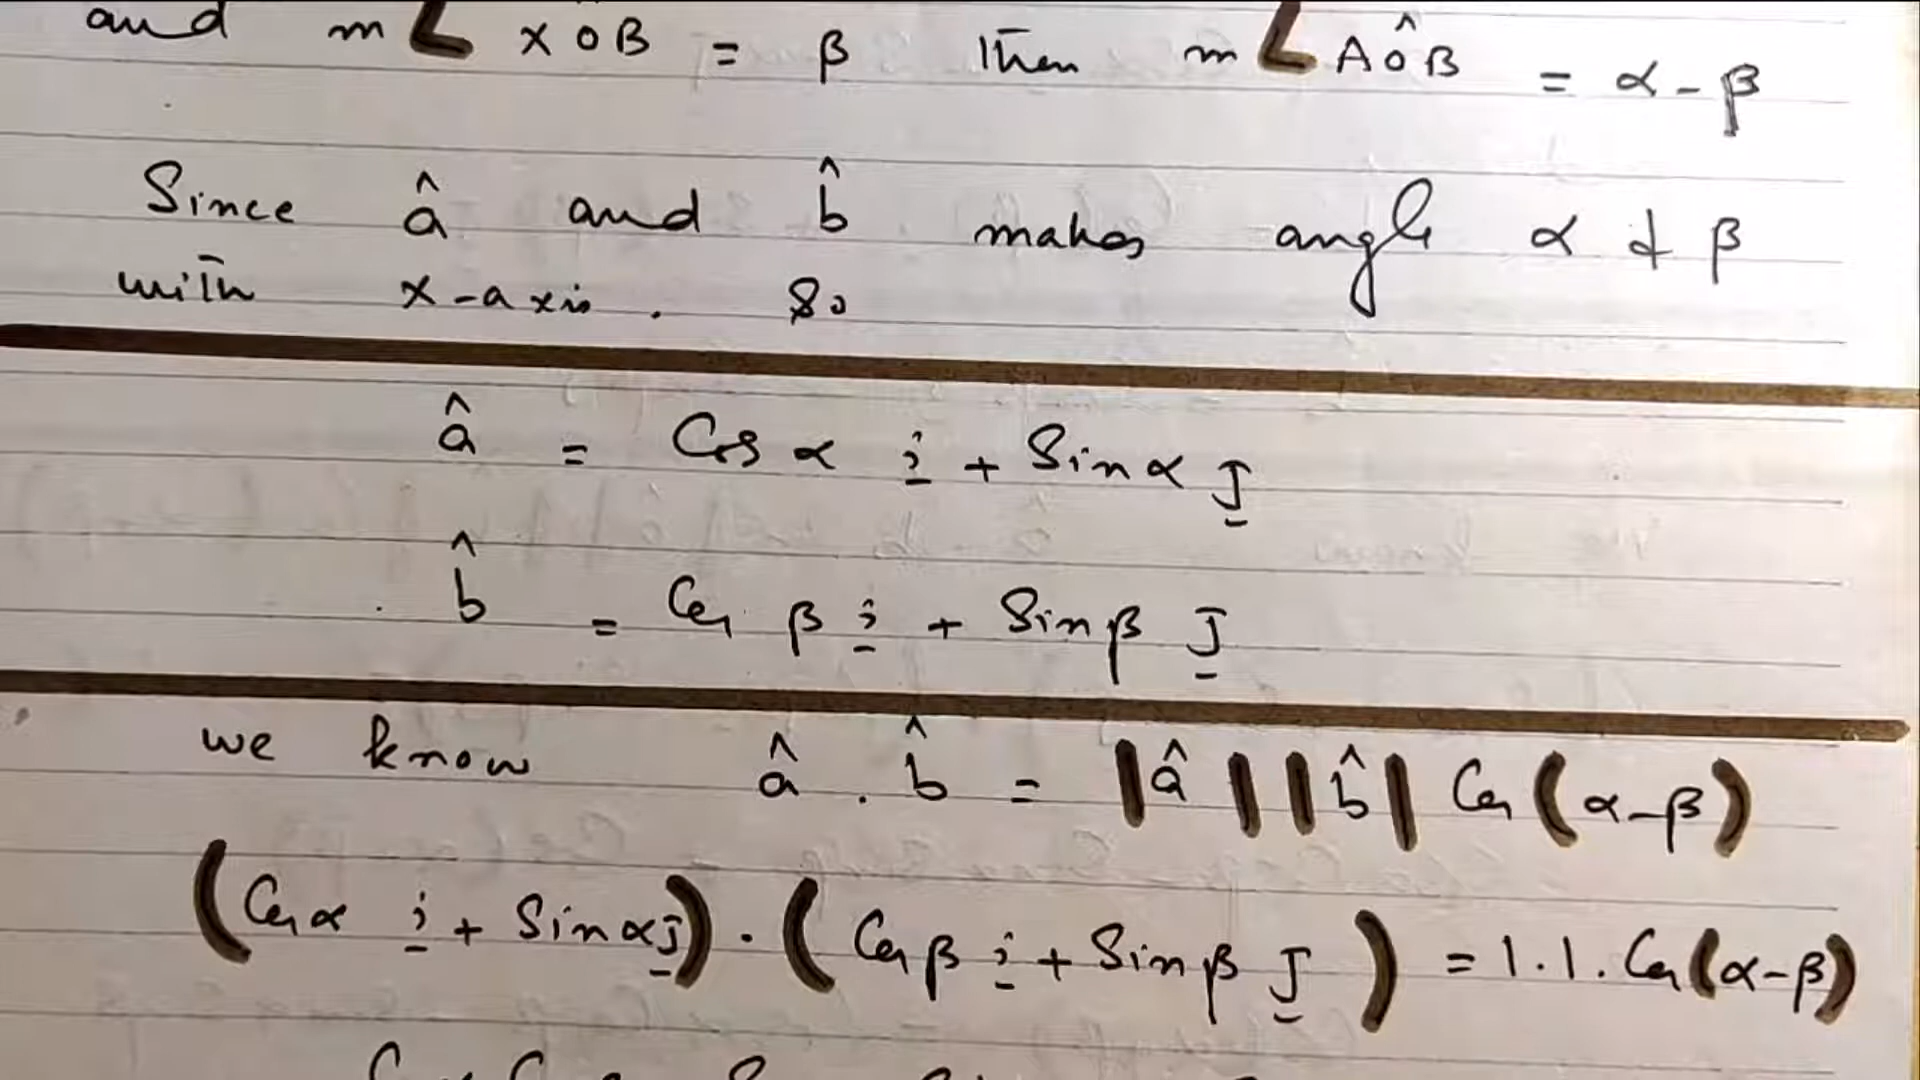 and m∠XOB = β then m∠AÔB = α-β
Since â and b̂ makes angle α & β
with x-axis. So
â = Cos α i̲ + Sin α J̲
b̂ = Cos β i̲ + Sin β J̲
we know â . b̂ = |â||b̂| Cos(α-β)
(Cos α i̲ + Sin α j̲) . (Cos β i̲ + Sin β J̲) = 1.1. Cos(α-β)